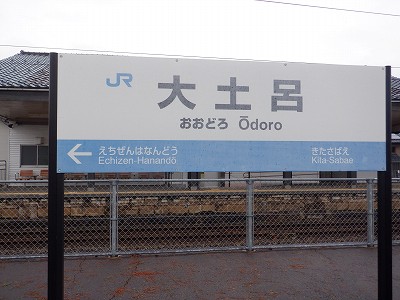 JR 大土呂
おおどろ Ōdoro
えちぜんはなんどう きたさばえ
Echizen-Hanandō Kita-Sabae